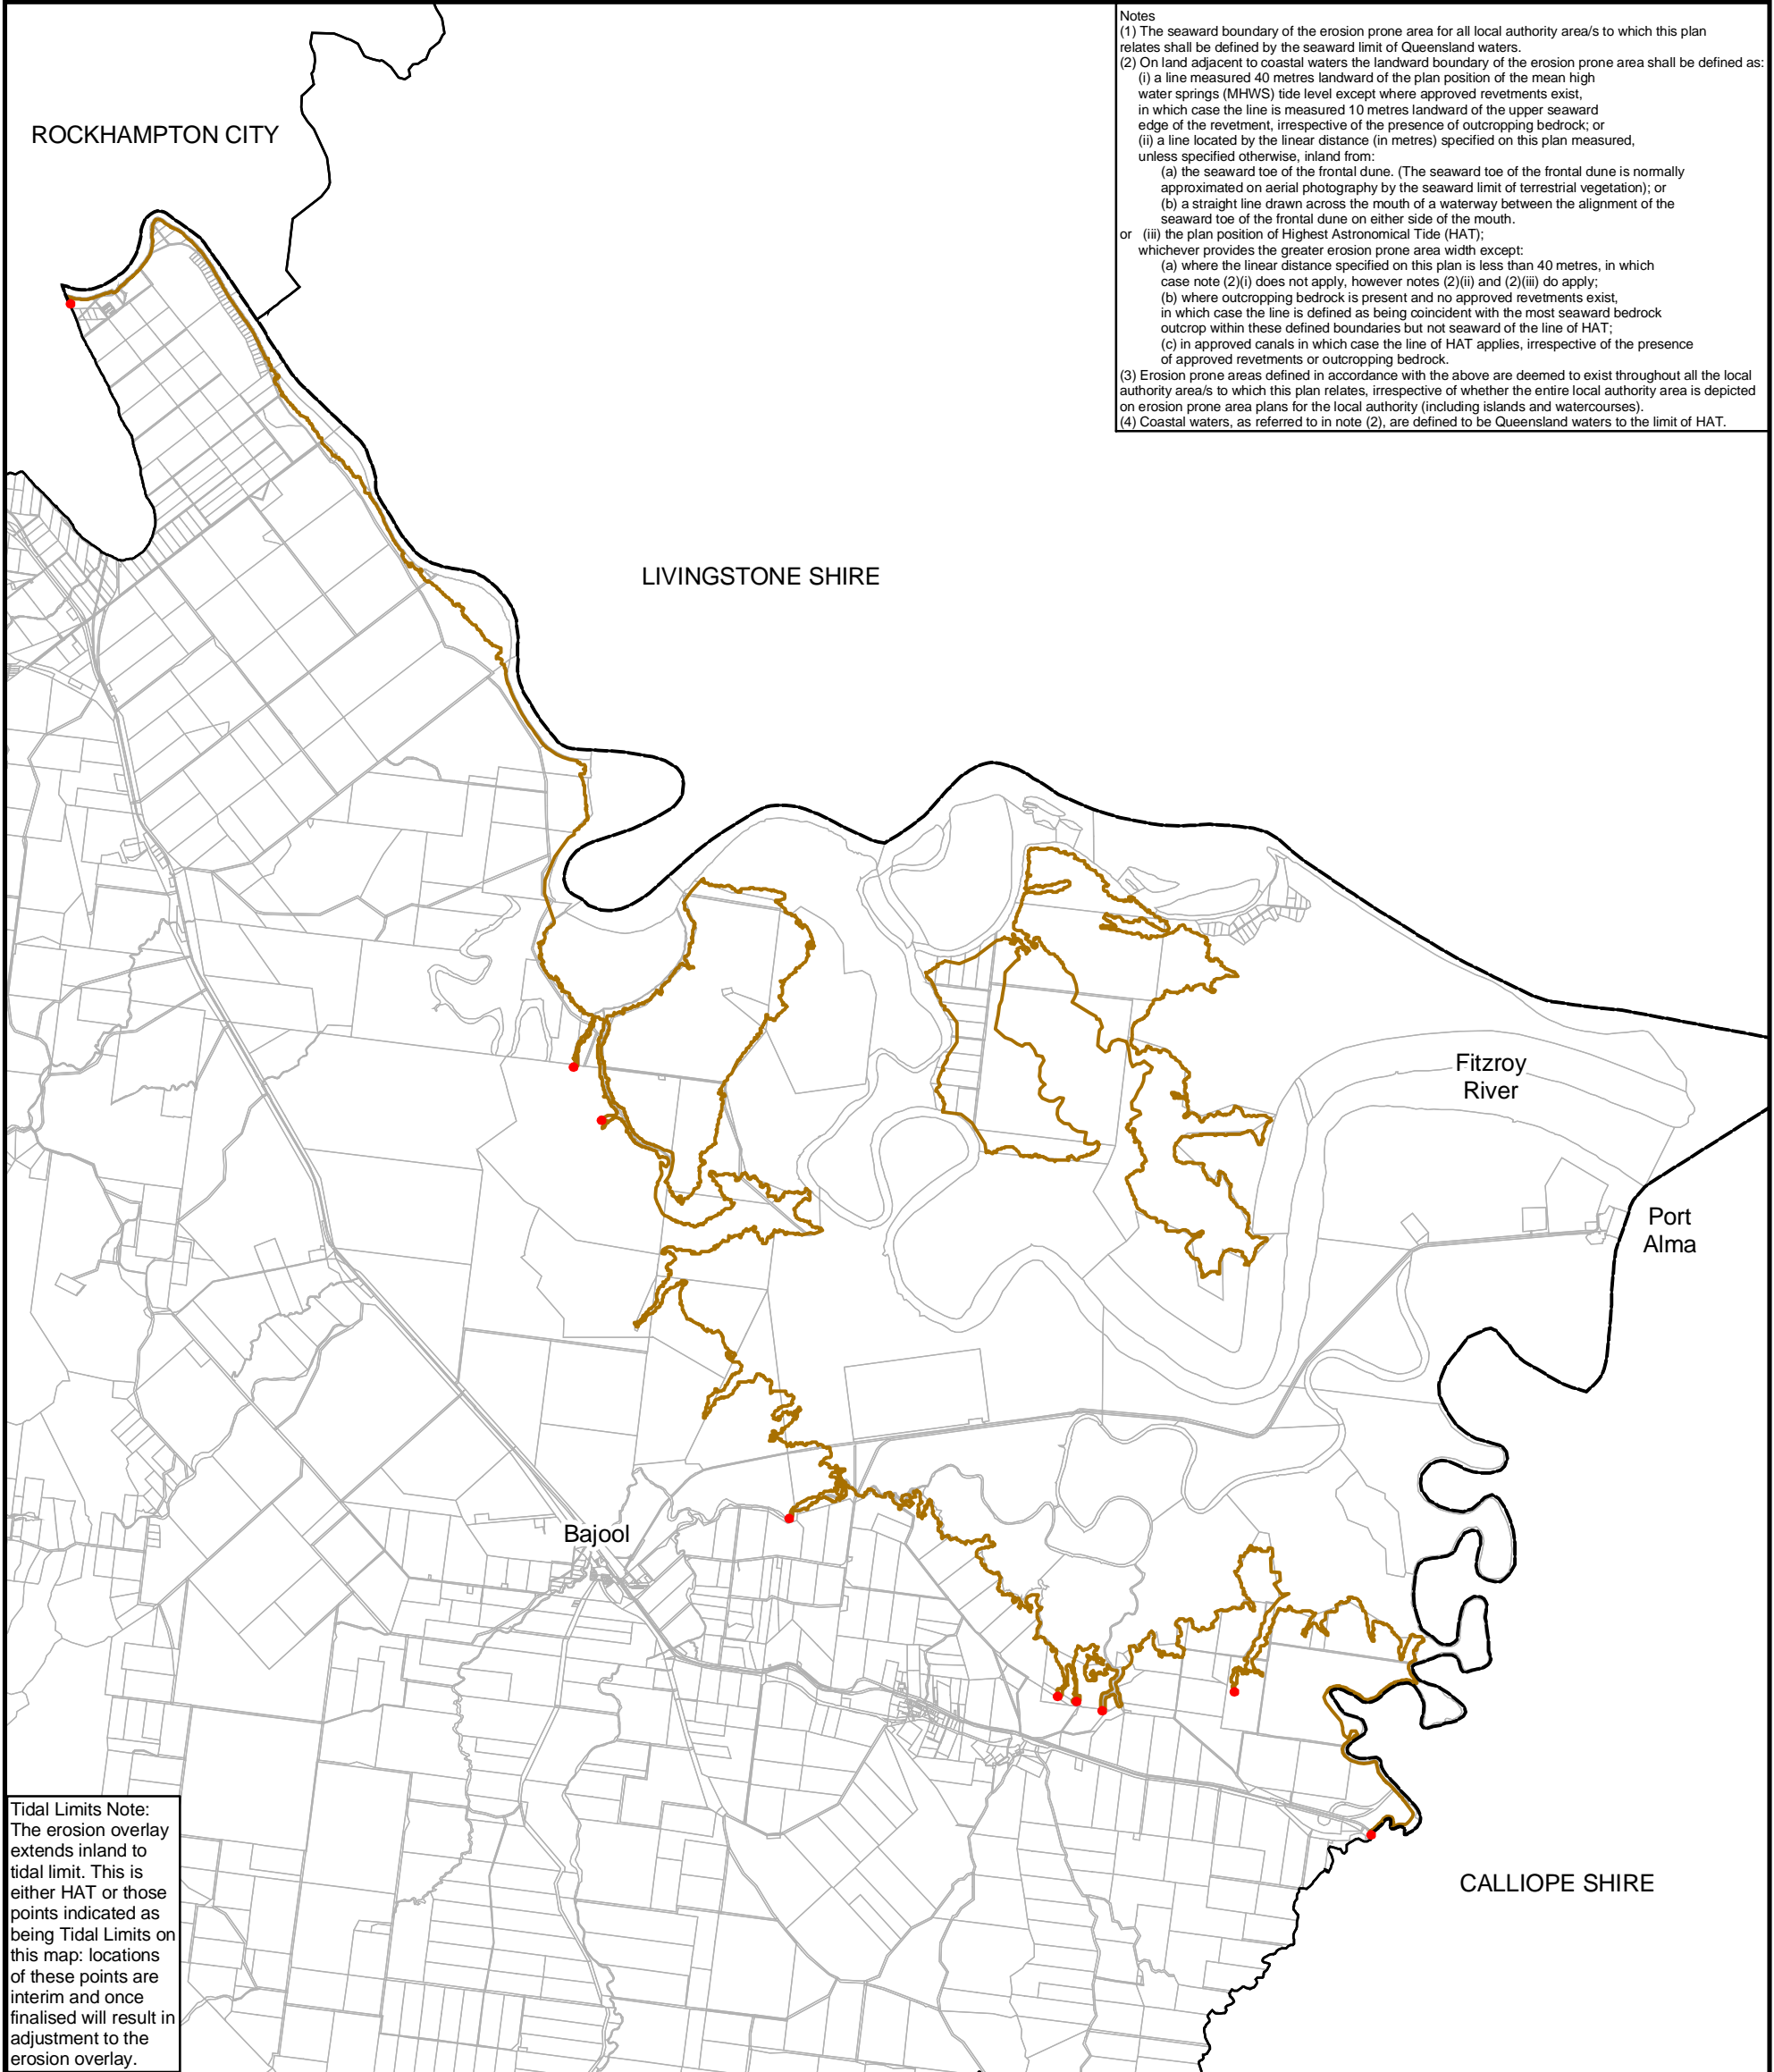 Notes
(1) The seaward boundary of the erosion prone area for all local authority area/s to which this plan
relates shall be defined by the seaward limit of Queensland waters.
(2) On land adjacent to coastal waters the landward boundary of the erosion prone area shall be defined as:
(i) a line measured 40 metres landward of the plan position of the mean high
water springs (MHWS) tide level except where approved revetments exist,
in which case the line is measured 10 metres landward of the upper seaward
edge of the revetment, irrespective of the presence of outcropping bedrock; or
(ii) a line located by the linear distance (in metres) specified on this plan measured,
unless specified otherwise, inland from:
(a) the seaward toe of the frontal dune. (The seaward toe of the frontal dune is normally
approximated on aerial photography by the seaward limit of terrestrial vegetation); or
(b) a straight line drawn across the mouth of a waterway between the alignment of the
seaward toe of the frontal dune on either side of the mouth.
or (iii) the plan position of Highest Astronomical Tide (HAT);
whichever provides the greater erosion prone area width except:
(a) where the linear distance specified on this plan is less than 40 metres, in which
case note (2)(i) does not apply, however notes (2)(ii) and (2)(iii) do apply;
(b) where outcropping bedrock is present and no approved revetments exist,
in which case the line is defined as being coincident with the most seaward bedrock
outcrop within these defined boundaries but not seaward of the line of HAT;
(c) in approved canals in which case the line of HAT applies, irrespective of the presence
of approved revetments or outcropping bedrock.
(3) Erosion prone areas defined in accordance with the above are deemed to exist throughout all the local
authority area/s to which this plan relates, irrespective of whether the entire local authority area is depicted
on erosion prone area plans for the local authority (including islands and watercourses).
(4) Coastal waters, as referred to in note (2), are defined to be Queensland waters to the limit of HAT.
ROCKHAMPTON CITY
LIVINGSTONE SHIRE
Fitzroy
River
Port
Alma
Bajool
CALLIOPE SHIRE
Tidal Limits Note:
The erosion overlay
extends inland to
tidal limit. This is
either HAT or those
points indicated as
being Tidal Limits on
this map: locations
of these points are
interim and once
finalised will result in
adjustment to the
erosion overlay.